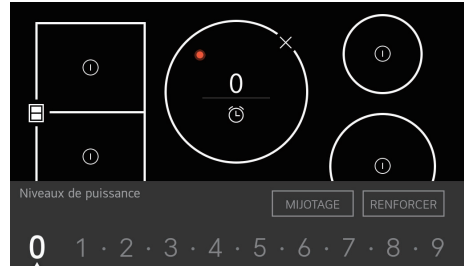 0
Niveaux de puissance
MIJOTAGE RENFORCER
0 1 · 2 · 3 · 4 · 5 · 6 · 7 · 8 · 9